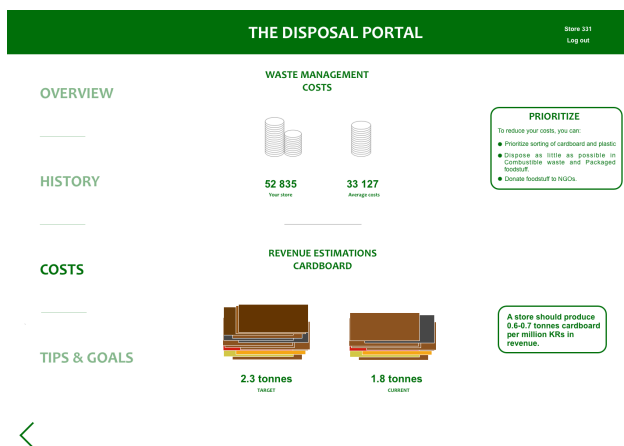 THE DISPOSAL PORTAL
Store 331
Log out
OVERVIEW
HISTORY
COSTS
TIPS & GOALS
WASTE MANAGEMENT
COSTS
52 835
Your store
33 127
Average costs
REVENUE ESTIMATIONS
CARDBOARD
2.3 tonnes
TARGET
1.8 tonnes
CURRENT
PRIORITIZE
To reduce your costs, you can:
Prioritize sorting of cardboard and plastic
Dispose as little as possible in
Combustible waste and Packaged
foodstuff.
Donate foodstuff to NGOs.
A store should produce
0.6-0.7 tonnes cardboard
per million KRs in
revenue.